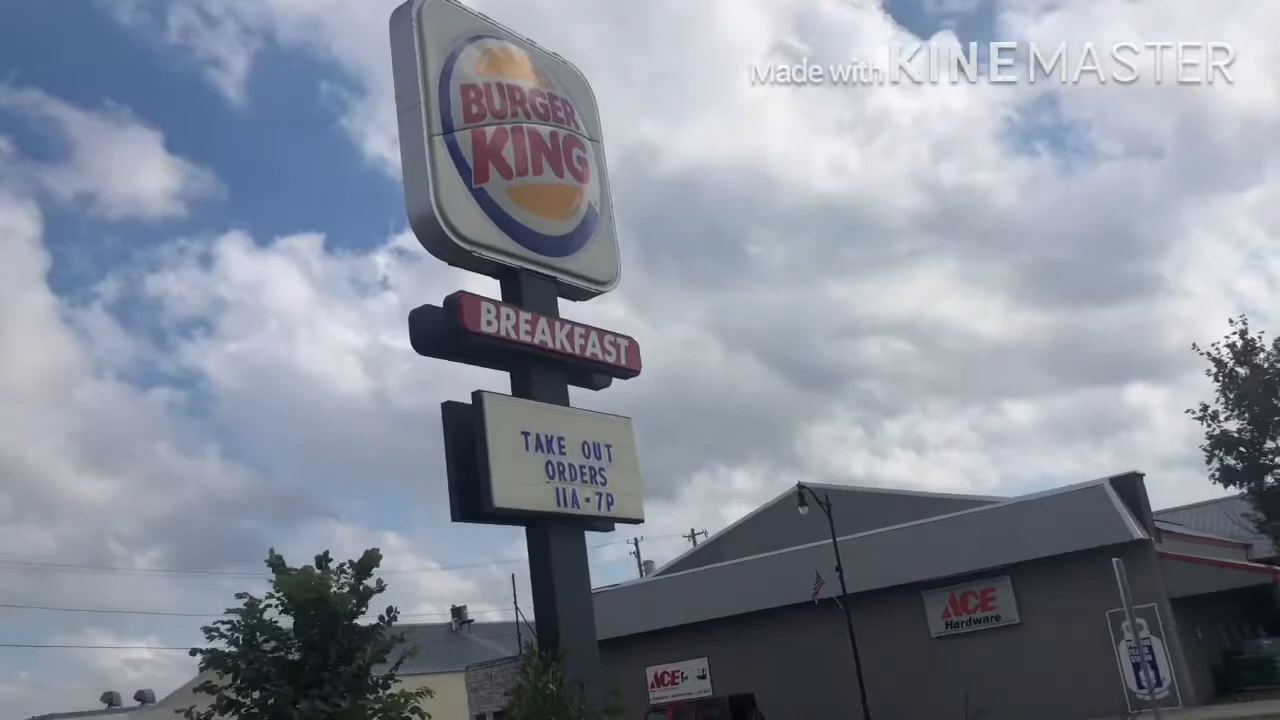 Made with KINEMASTER
BURGER
KING
BREAKFAST
TAKE OUT
ORDERS
11A-7P
ACE
Hardware
ACE